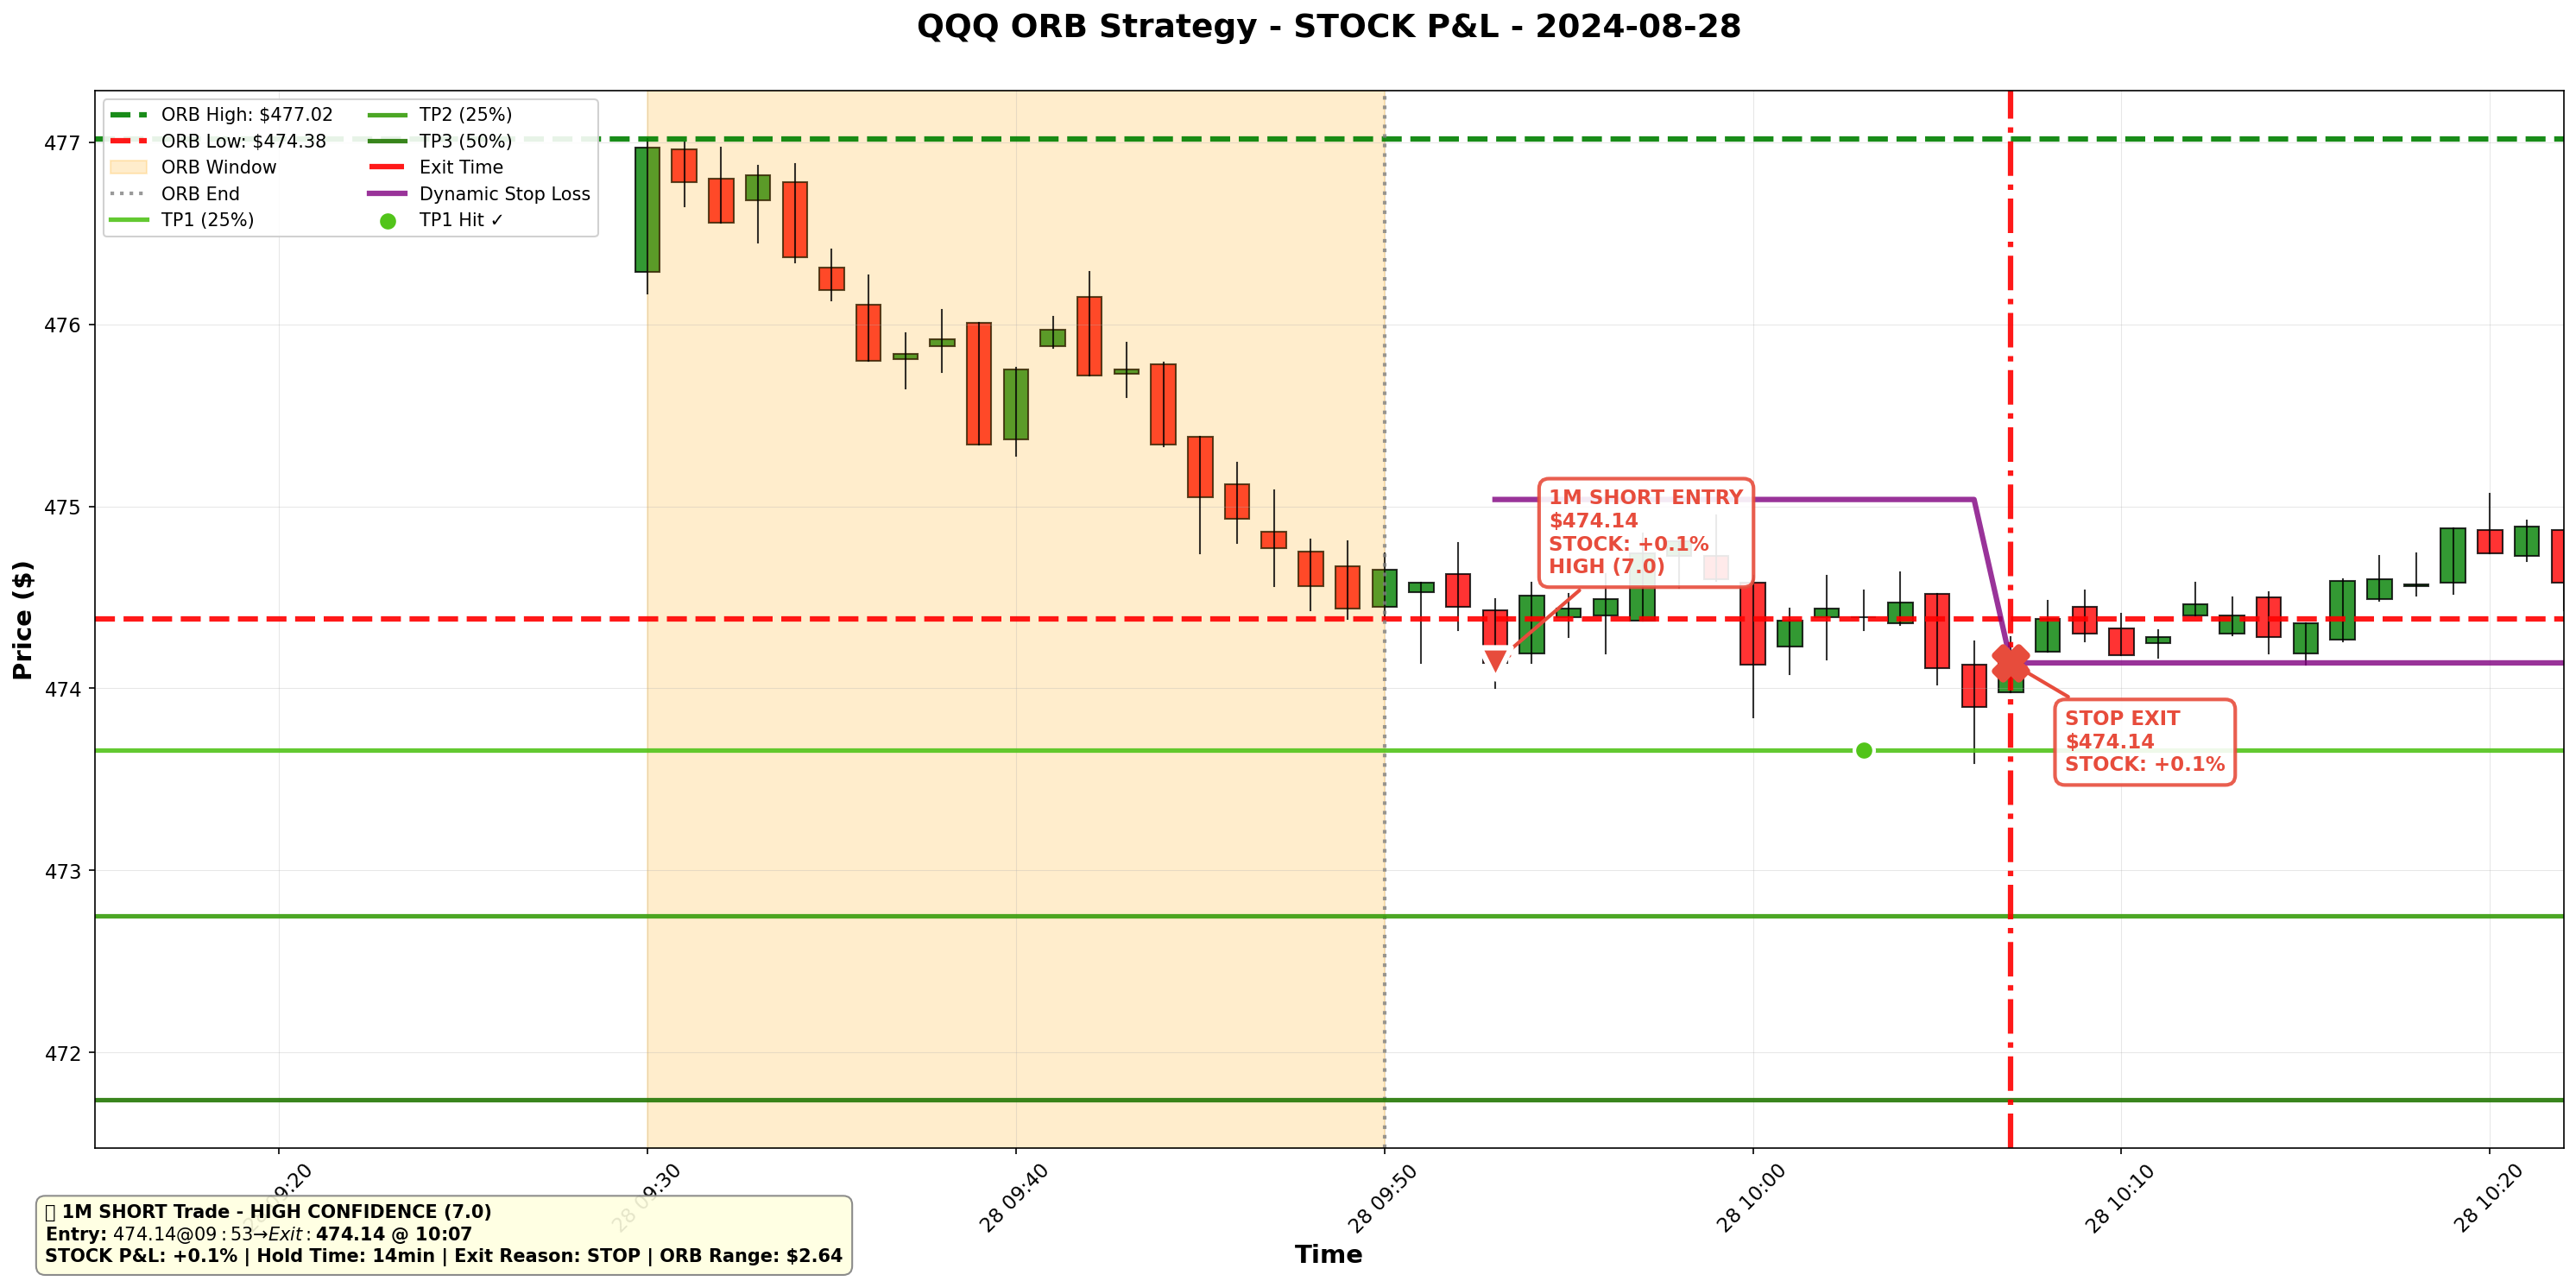 QQQ ORB Strategy - STOCK P&L - 2024-08-28
ORB High: $477.02
ORB Low: $474.38
ORB Window
ORB End
TP1 (25%)
TP2 (25%)
TP3 (50%)
Exit Time
Dynamic Stop Loss
TP1 Hit ✓
Price ($)
477
476
475
474
473
472
1M SHORT ENTRY
$474.14
STOCK: +0.1%
HIGH (7.0)
STOP EXIT
$474.14
STOCK: +0.1%
28 09:20
28 09:30
28 09:40
28 09:50
28 10:00
28 10:10
28 10:20
Time
1M SHORT Trade - HIGH CONFIDENCE (7.0)
Entry: 474.14@09:53→Exit:474.14 @ 10:07
STOCK P&L: +0.1% | Hold Time: 14min | Exit Reason: STOP | ORB Range: $2.64